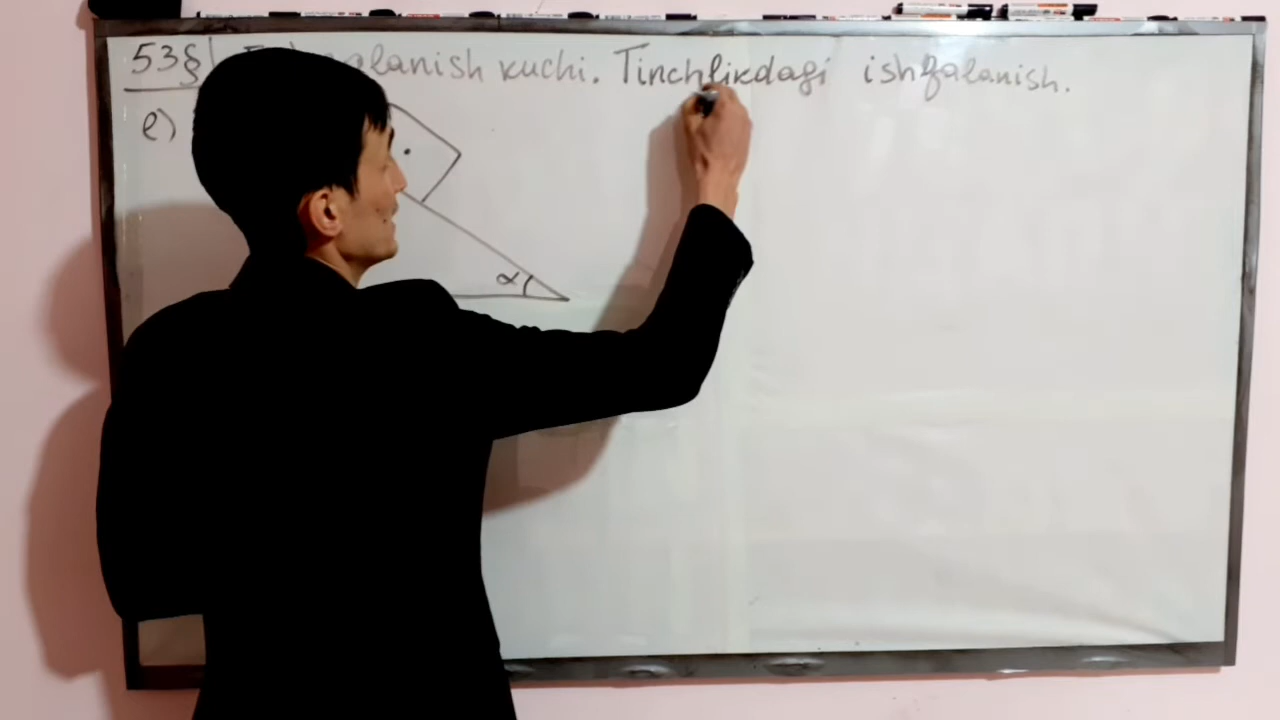 53§ kuchi. Tinchlikdagi ishqalanish.
e)
α